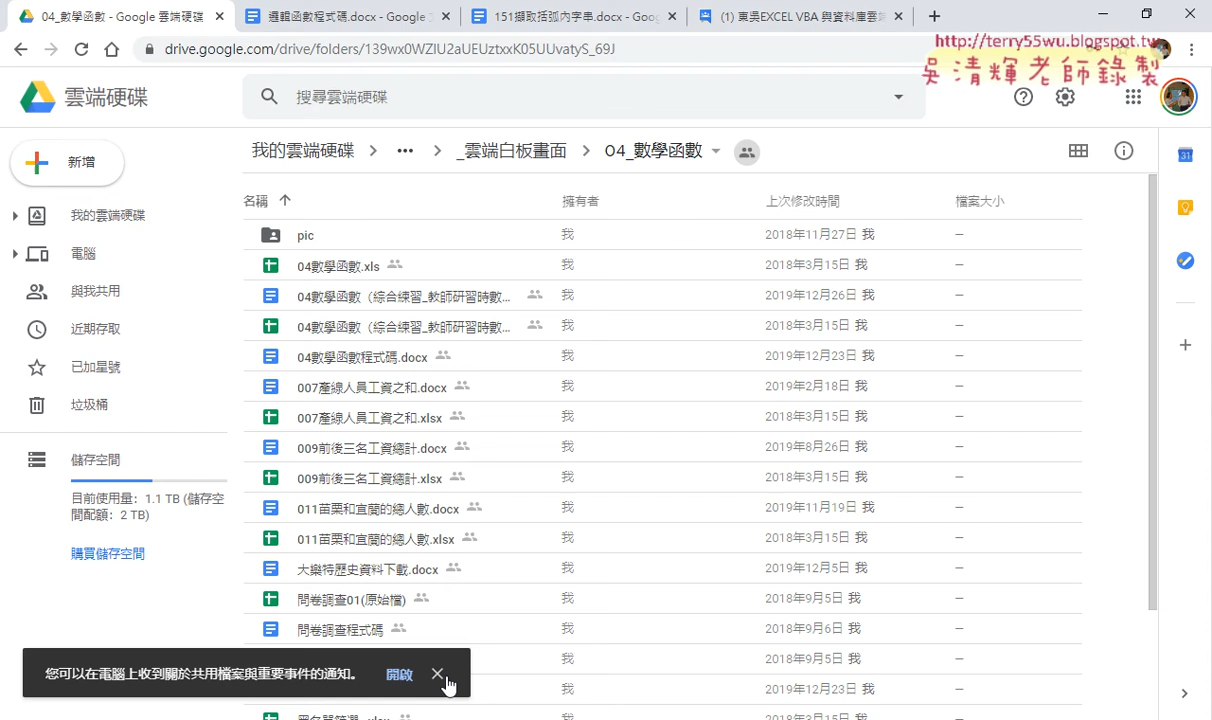 04_數學函數 - Google 雲端硬碟
邏輯函數程式碼.docx - Google
151擷取括弧內字串.docx - Goog
(1) 東吳EXCEL VBA 與資料庫雲
drive.google.com/drive/folders/139wx0WZlU2aUEUztxxK05UUvatyS_69J
http://terry55wu.blogspot.tw
吳清輝老師錄製
雲端硬碟
搜尋雲端硬碟
新增
我的雲端硬碟
電腦
與我共用
近期存取
已加星號
垃圾桶
儲存空間
目前使用量：1.1 TB (儲存空
間配額：2 TB)
購買儲存空間
我的雲端硬碟 > ••• > _雲端白板畫面 > 04_數學函數
名稱 擁有者 上次修改時間 檔案大小
pic 我 2018年11月27日 我 –
04數學函數.xls 我 2018年3月15日 我 –
04數學函數（綜合練習_教師研習時數... 我 2019年12月26日 我 –
04數學函數（綜合練習_教師研習時數... 我 2018年3月15日 我 –
04數學函數程式碼.docx 我 2019年12月23日 我 –
007產線人員工資之和.docx 我 2019年2月18日 我 –
007產線人員工資之和.xlsx 我 2018年3月15日 我 –
009前後三名工資總計.docx 我 2019年8月26日 我 –
009前後三名工資總計.xlsx 我 2018年3月15日 我 –
011苗栗和宜蘭的總人數.docx 我 2019年11月19日 我 –
011苗栗和宜蘭的總人數.xlsx 我 2018年3月15日 我 –
大樂特歷史資料下載.docx 我 2019年12月5日 我 –
問卷調查01(原始檔) 我 2018年9月5日 我 –
問卷調查程式碼 我 2018年9月6日 我 –
我 2018年9月5日 我 –
我 2019年12月23日 我 –
您可以在電腦上收到關於共用檔案與重要事件的通知。 開啟
31